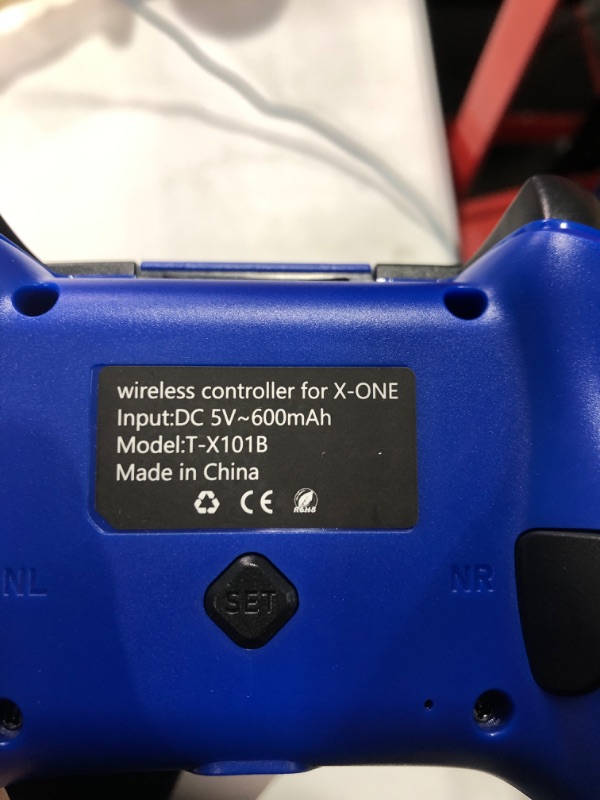 wireless controller for X-ONE
Input:DC 5V~600mAh
Model:T-X101B
Made in China
CE
RoHS
NL
SET
NR